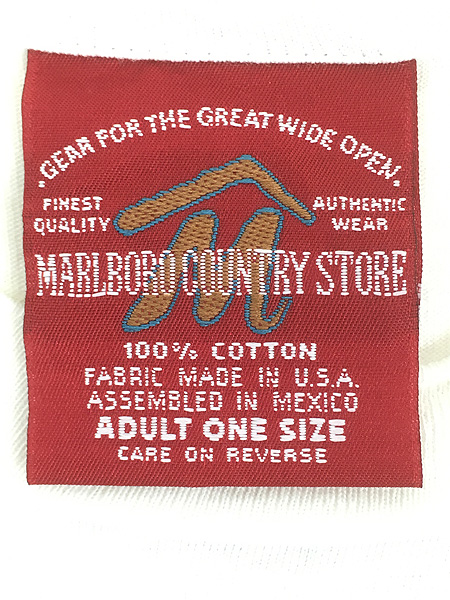 ·GEAR FOR THE GREAT WIDE OPEN·
FINEST QUALITY
AUTHENTIC WEAR
M
MARLBORO COUNTRY STORE
100% COTTON
FABRIC MADE IN U.S.A.
ASSEMBLED IN MEXICO
ADULT ONE SIZE
CARE ON REVERSE